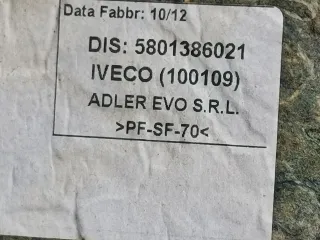 Data Fabbr: 10/12
DIS: 5801386021
IVECO (100109)
ADLER EVO S.R.L.
>PF-SF-70<